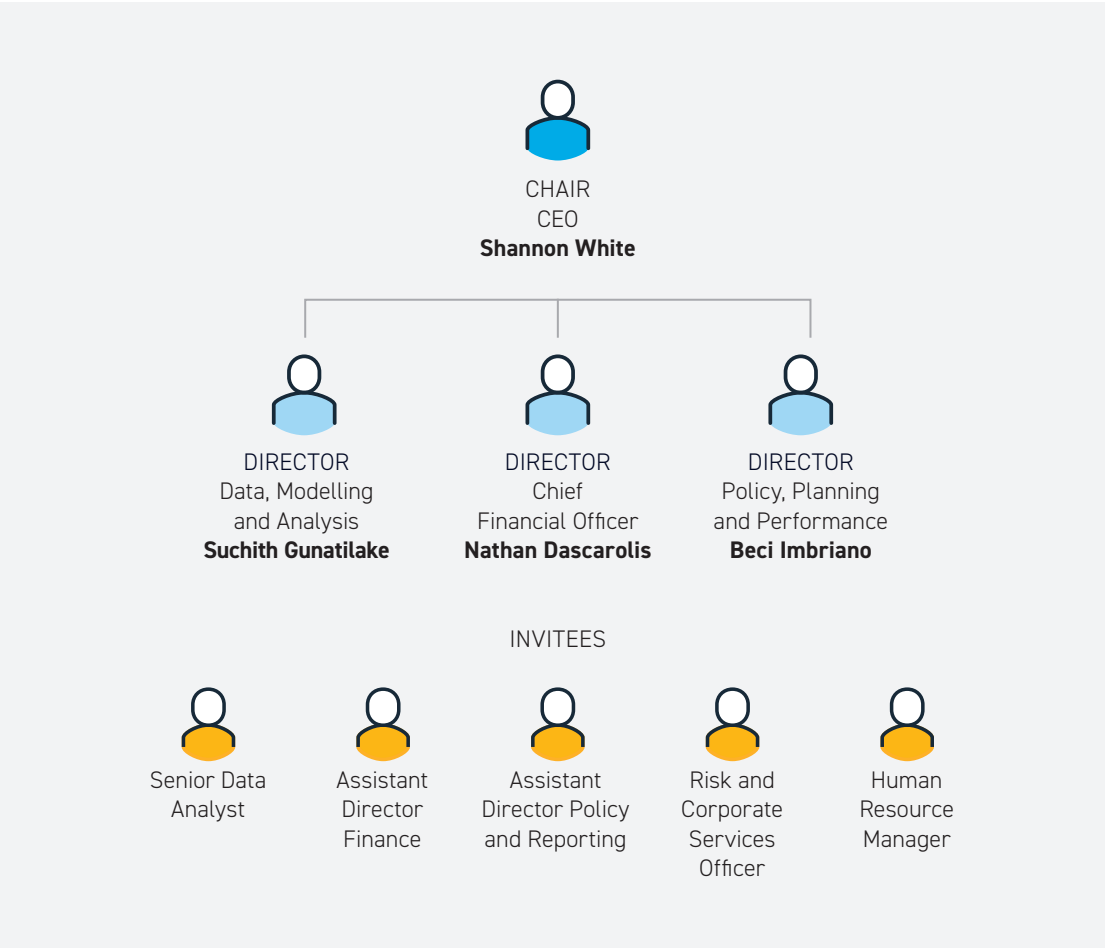 CHAIR
CEO
Shannon White
DIRECTOR
Data, Modelling
and Analysis
Suchith Gunatilake
DIRECTOR
Chief
Financial Officer
Nathan Dascarolis
DIRECTOR
Policy, Planning
and Performance
Beci Imbriano
INVITEES
Senior Data
Analyst
Assistant
Director
Finance
Assistant
Director Policy
and Reporting
Risk and
Corporate
Services
Officer
Human
Resource
Manager